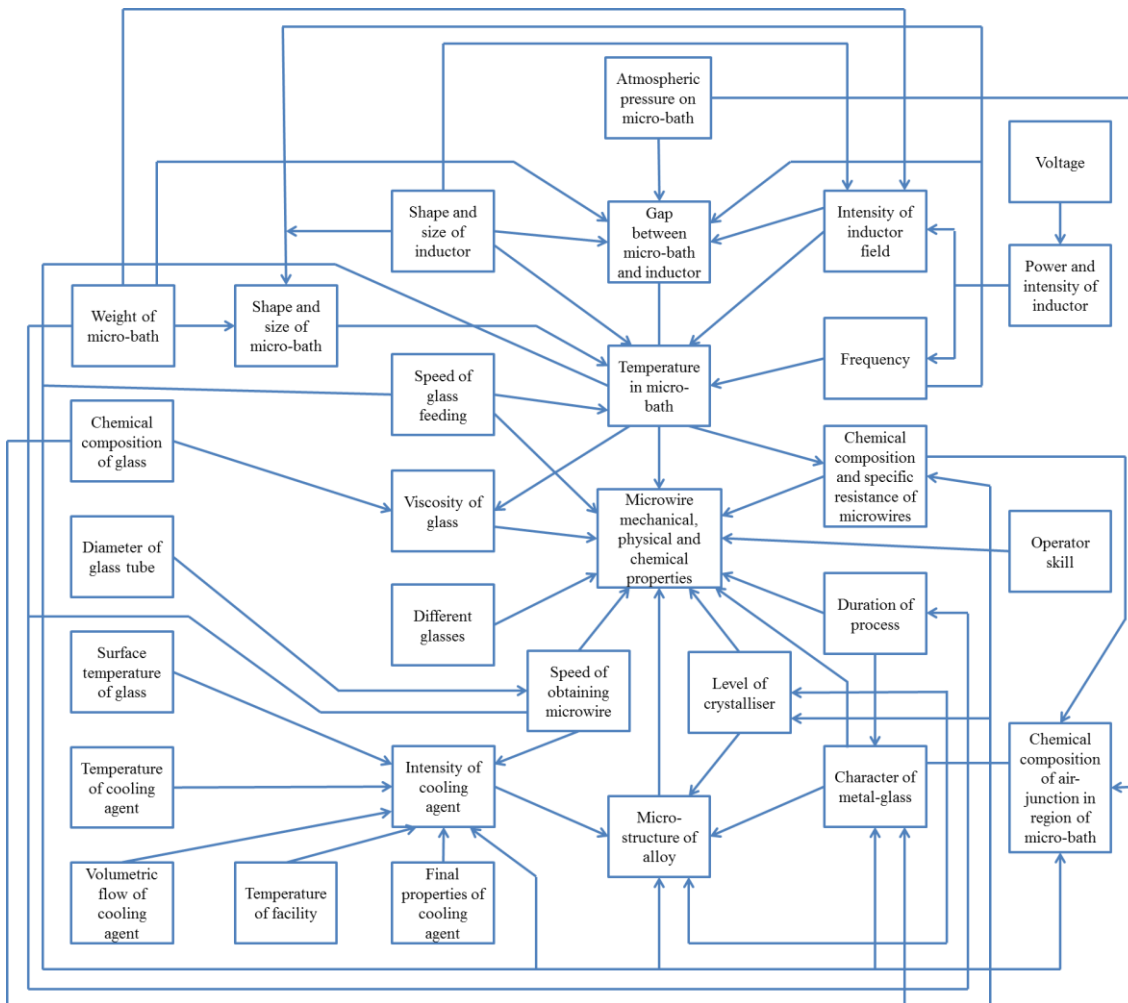 Atmospheric
pressure on
micro-bath
Voltage
Shape and
size of
inductor
Gap
between
micro-bath
and inductor
Intensity of
inductor
field
Power and
intensity of
inductor
Weight of
micro-bath
Shape and
size of
micro-bath
Temperature
in micro-
bath
Frequency
Speed of
glass
feeding
Chemical
composition
of glass
Viscosity of
glass
Microwire
mechanical,
physical and
chemical
properties
Chemical
composition
and specific
resistance of
microwires
Operator
skill
Diameter of
glass tube
Different
glasses
Duration of
process
Surface
temperature
of glass
Speed of
obtaining
microwire
Level of
crystalliser
Temperature
of cooling
agent
Intensity of
cooling
agent
Micro-
structure of
alloy
Character of
metal-glass
Chemical
composition
of air-
junction in
region of
micro-bath
Volumetric
flow of
cooling
agent
Temperature
of facility
Final
properties of
cooling
agent